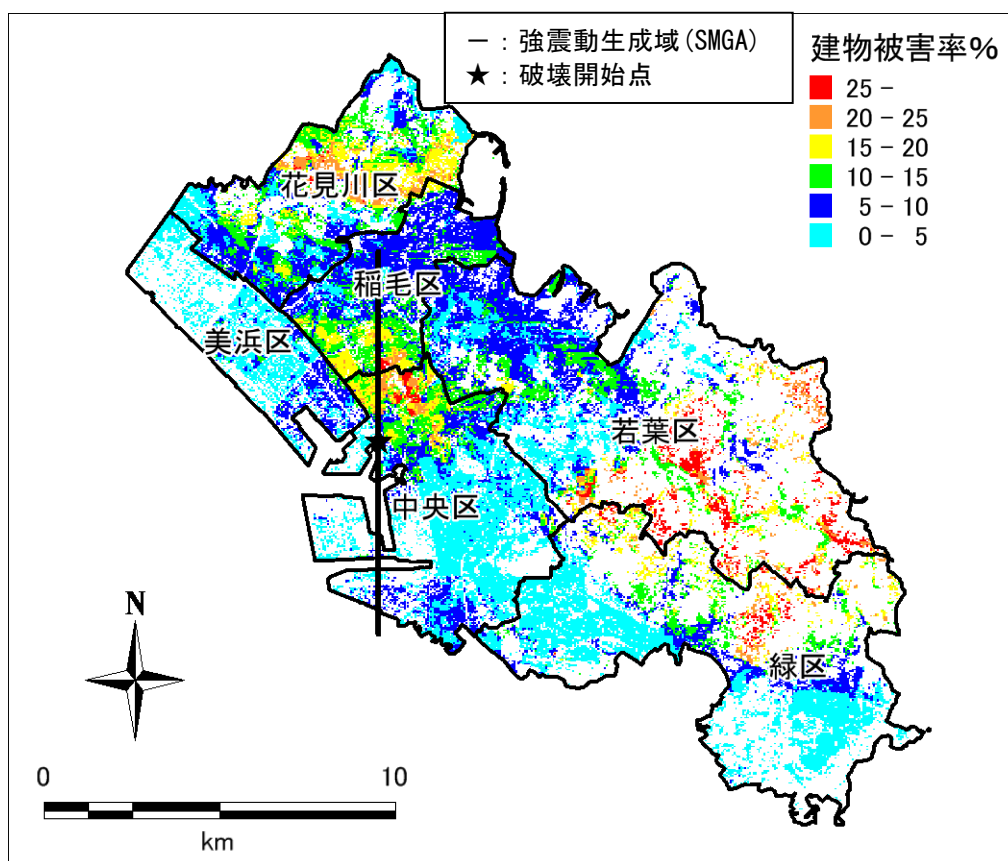 ― : 強震動生成域(SMGA)
★ : 破壊開始点
建物被害率%
25 -
20 - 25
15 - 20
10 - 15
5 - 10
0 - 5
花見川区
稲毛区
美浜区
若葉区
中央区
緑区
N
0 10
km